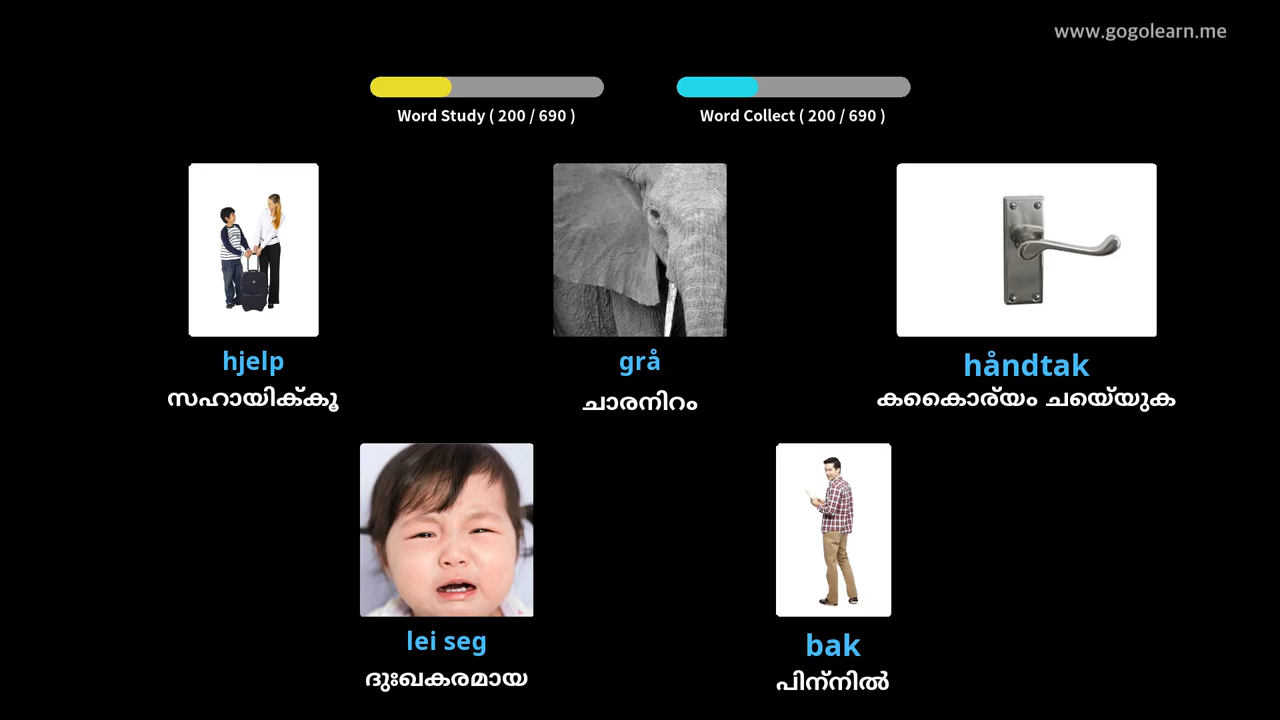 www.gogolearn.me
Word Study ( 200 / 690 )
Word Collect ( 200 / 690 )
hjelp
സഹായിക്കൂ
grå
ചാരനിറം
håndtak
കൈകാര്യം ചെയ്യുക
lei seg
ദുഃഖകരമായ
bak
പിന്നിൽ